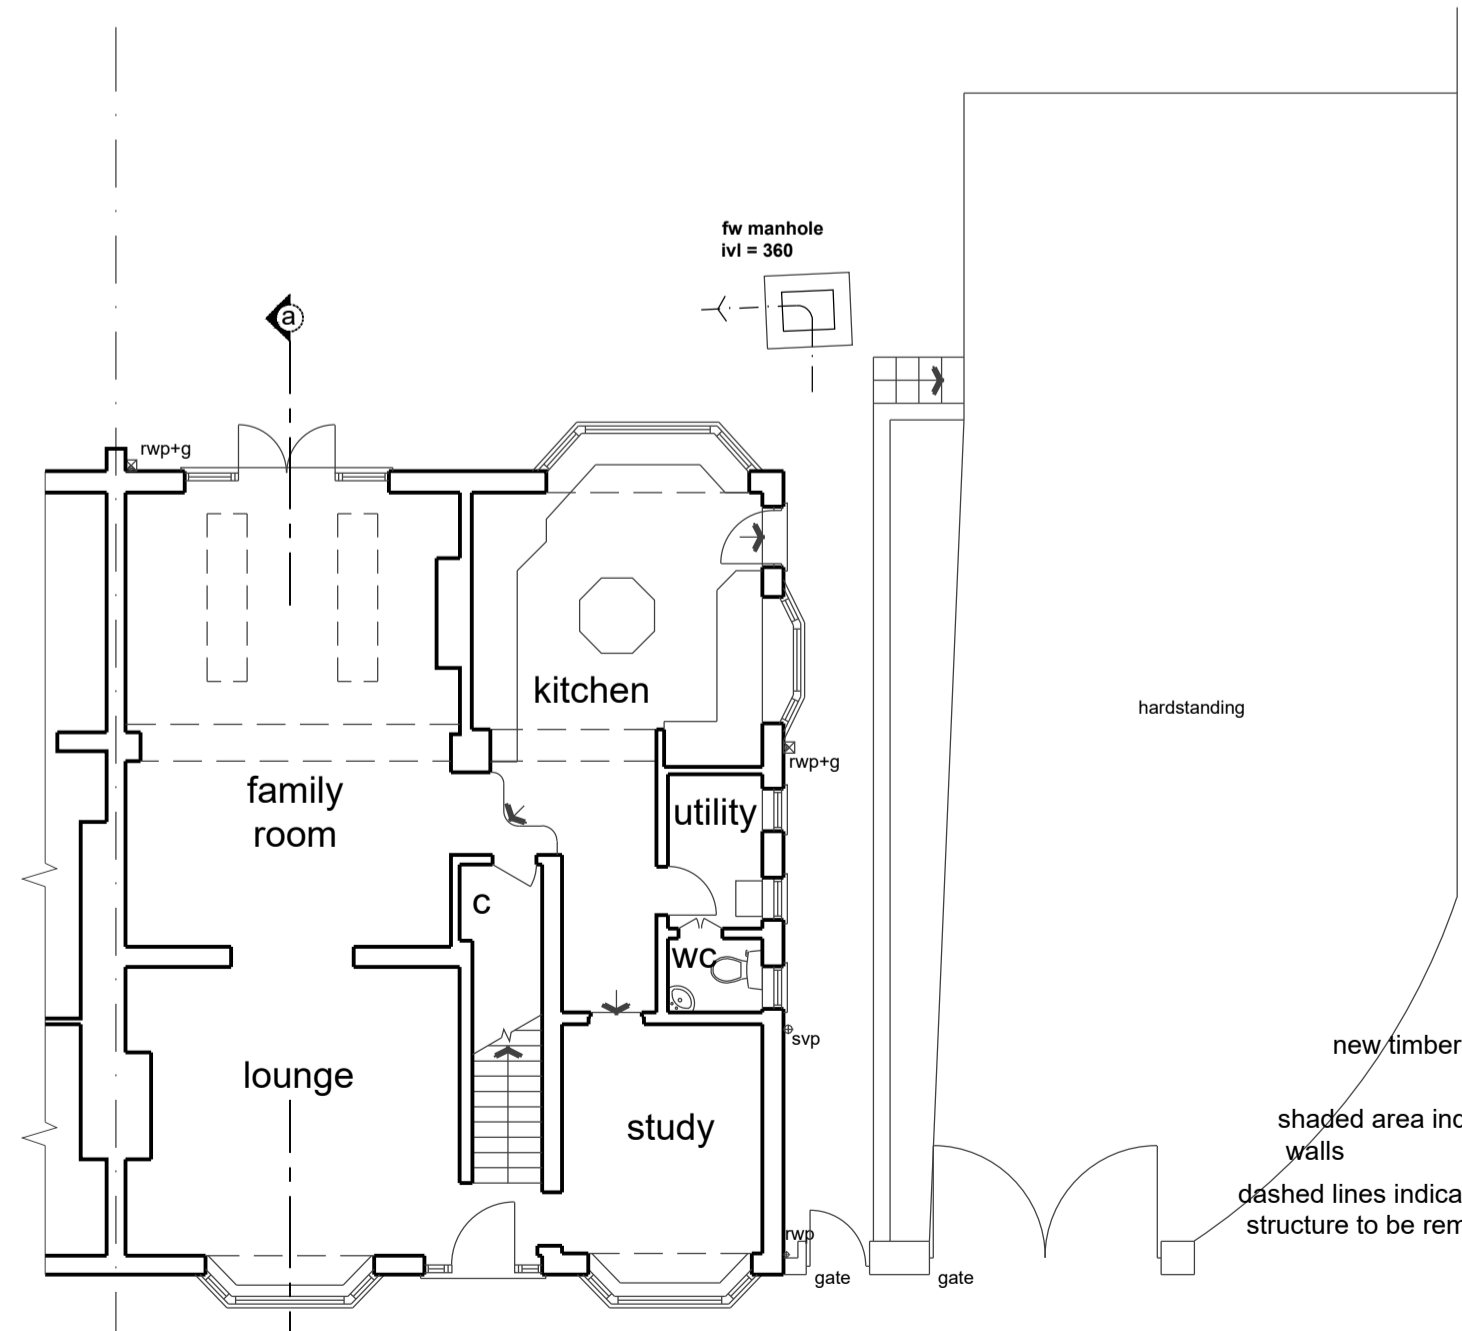 fw manhole
ivl = 360
a
rwp+g
kitchen
hardstanding
rwp+g
family
room
utility
c
wc
svp
new timber
lounge
shaded area ind
walls
study
dashed lines indica
structure to be rem
rwp
gate
gate